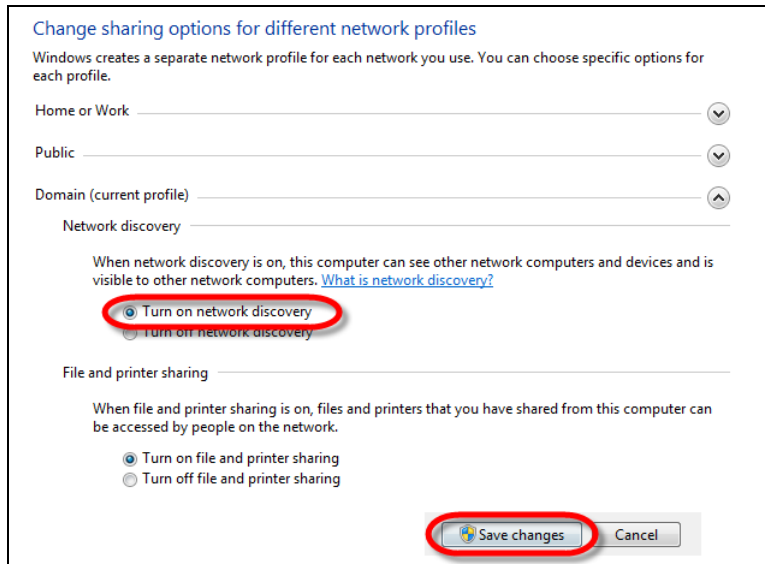 Change sharing options for different network profiles
Windows creates a separate network profile for each network you use. You can choose specific options for
each profile.
Home or Work
Public
Domain (current profile)
Network discovery
When network discovery is on, this computer can see other network computers and devices and is
visible to other network computers. What is network discovery?
Turn on network discovery
Turn off network discovery
File and printer sharing
When file and printer sharing is on, files and printers that you have shared from this computer can
be accessed by people on the network.
Turn on file and printer sharing
Turn off file and printer sharing
Save changes Cancel